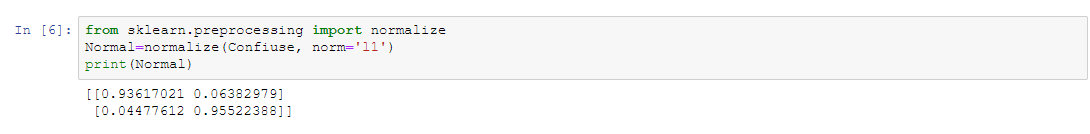 In [6]: from sklearn.preprocessing import normalize
Normal=normalize(Confiuse, norm='l1')
print(Normal)
[[0.93617021 0.06382979]
[0.04477612 0.95522388]]